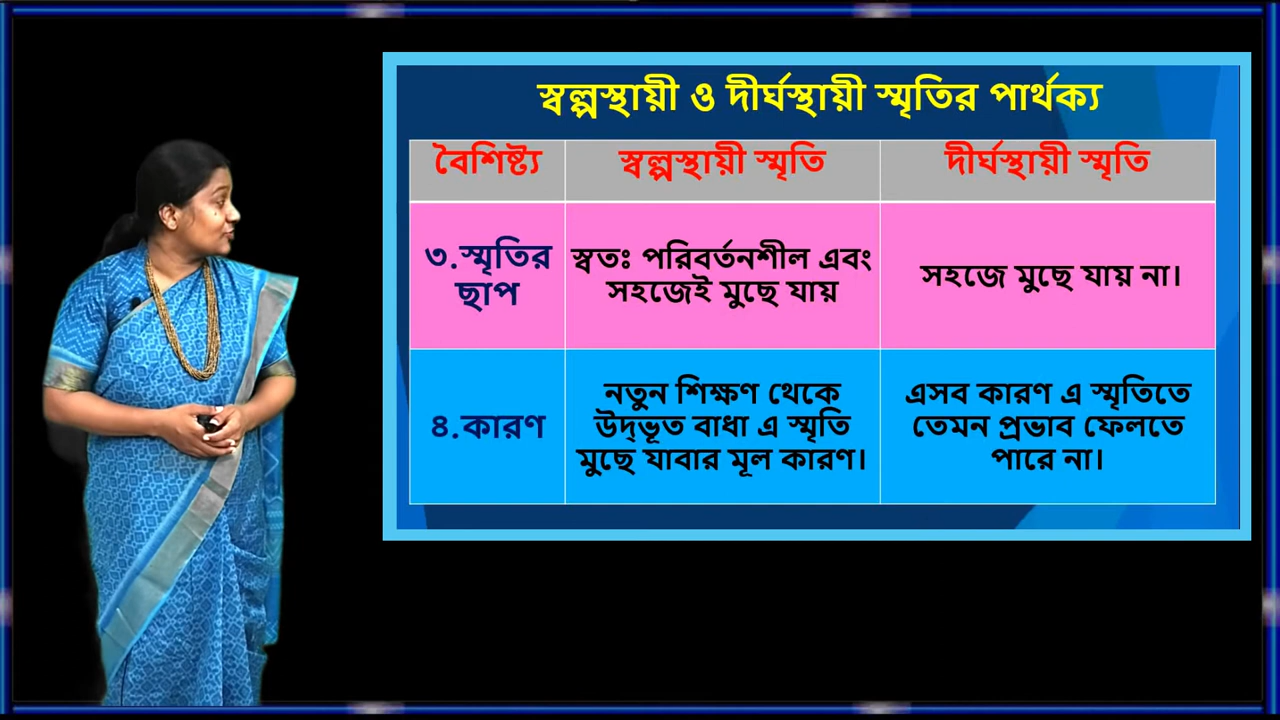 স্বল্পস্থায়ী ও দীর্ঘস্থায়ী স্মৃতির পার্থক্য
বৈশিষ্ট্য
স্বল্পস্থায়ী স্মৃতি
দীর্ঘস্থায়ী স্মৃতি
৩.স্মৃতির
ছাপ
স্বতঃ পরিবর্তনশীল এবং
সহজেই মুছে যায়
সহজে মুছে যায় না।
৪.কারণ
নতুন শিক্ষণ থেকে
উদ্ভূত বাধা এ স্মৃতি
মুছে যাবার মূল কারণ।
এসব কারণ এ স্মৃতিতে
তেমন প্রভাব ফেলতে
পারে না।